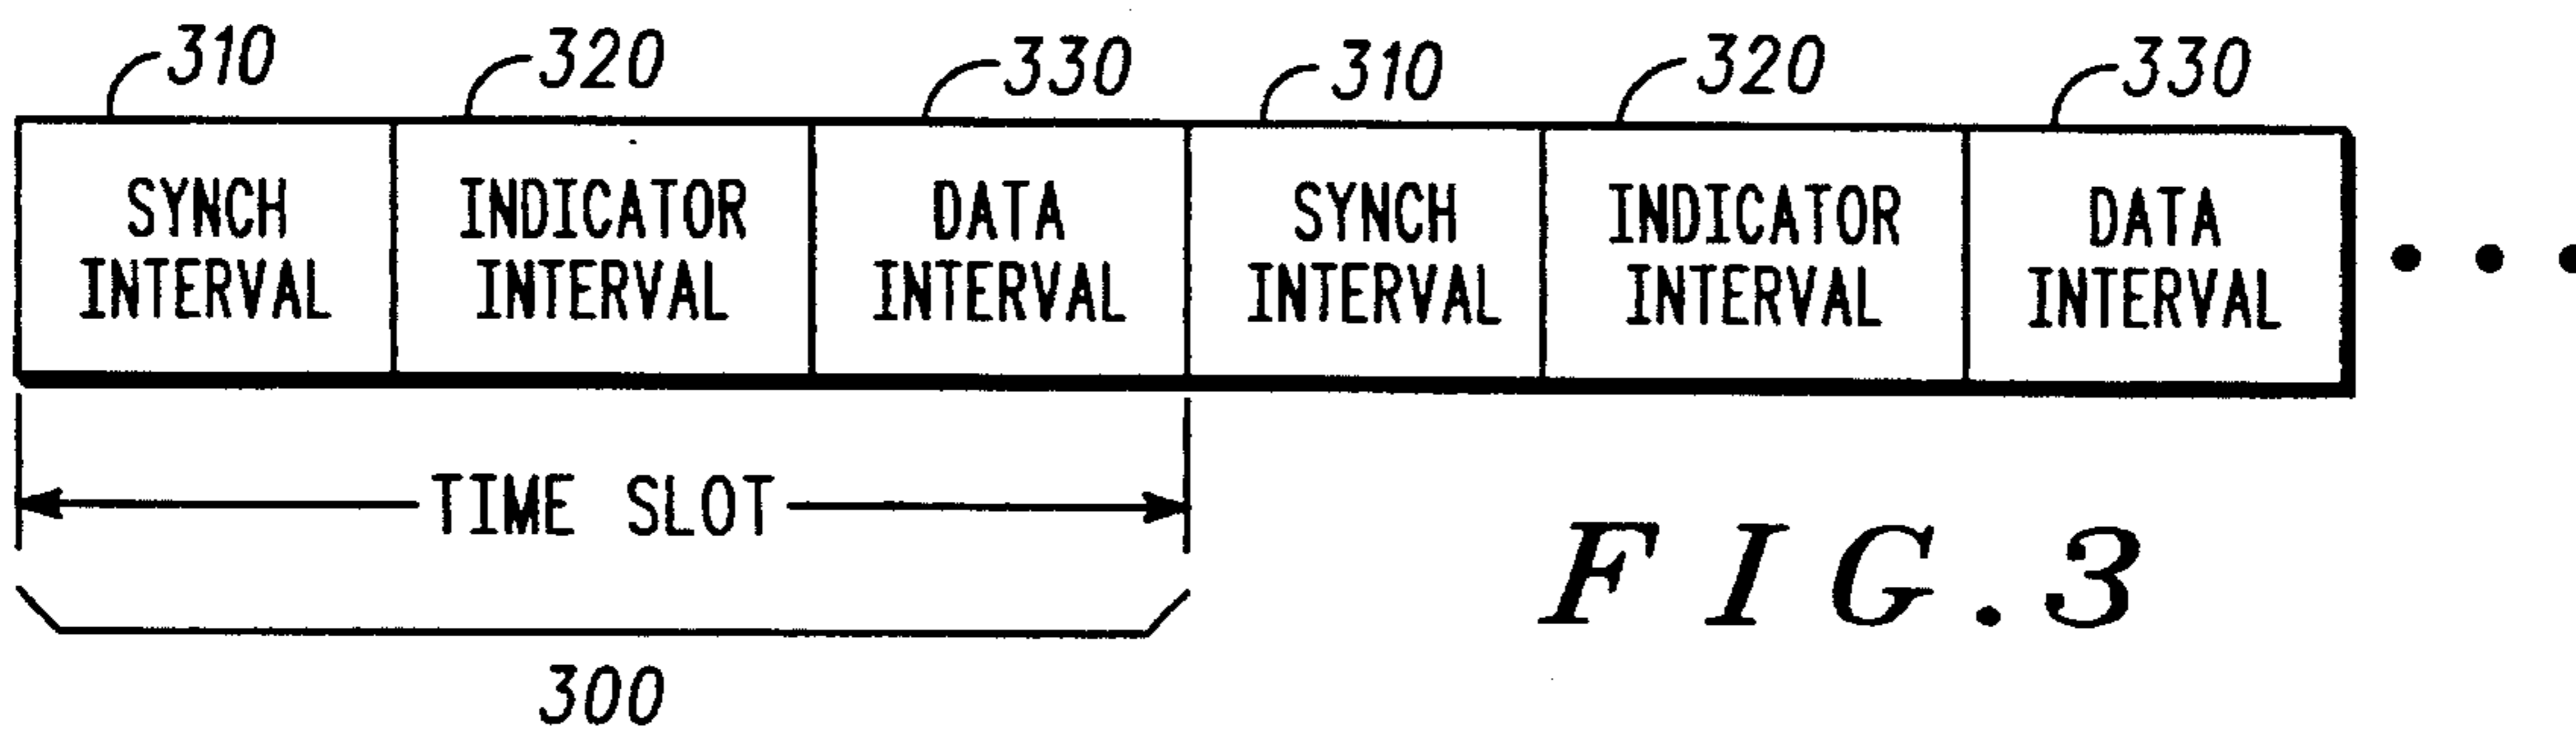 310 320 330 310 320 330
SYNCH INTERVAL
INDICATOR INTERVAL
DATA INTERVAL
SYNCH INTERVAL
INDICATOR INTERVAL
DATA INTERVAL
TIME SLOT
300
FIG.3